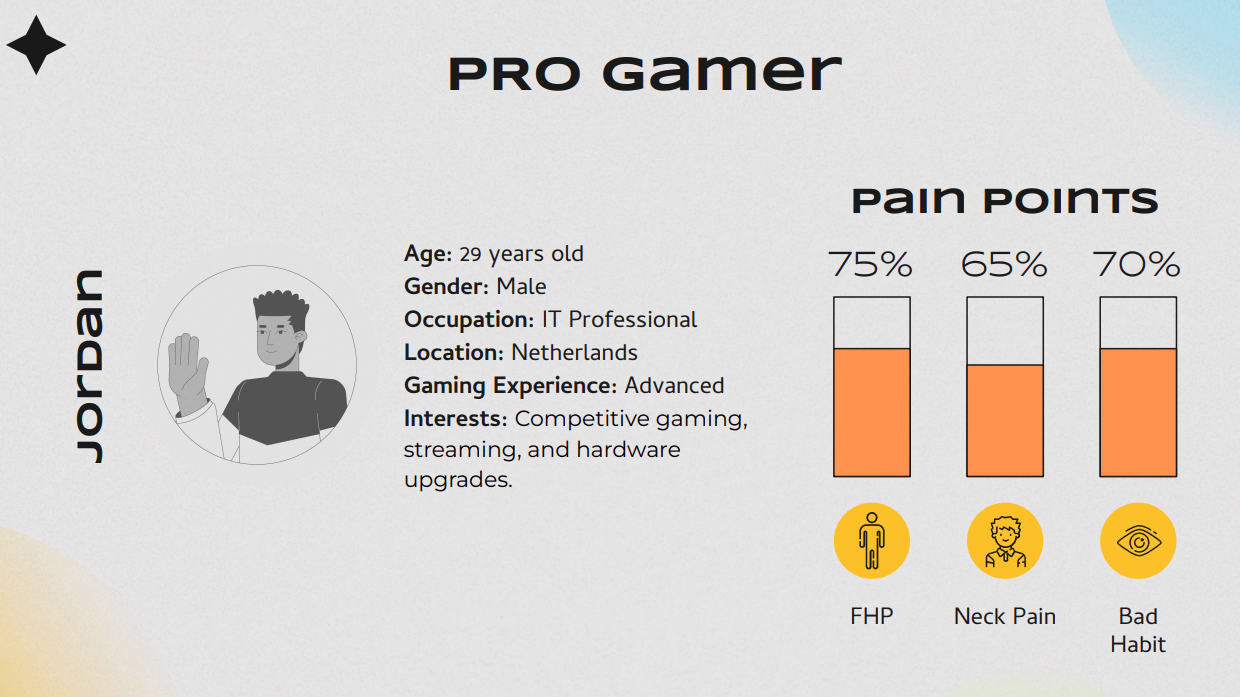 PRO Gamer
Pain Points
75% 65% 70%
Jordan
Age: 29 years old
Gender: Male
Occupation: IT Professional
Location: Netherlands
Gaming Experience: Advanced
Interests: Competitive gaming,
streaming, and hardware
upgrades.
FHP
Neck Pain
Bad
Habit